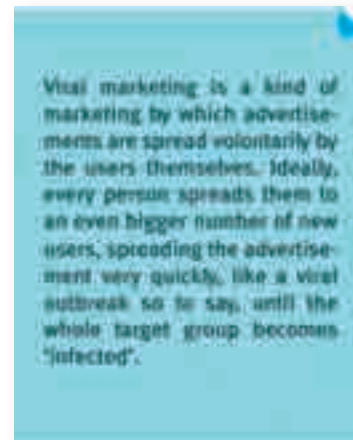 Viral marketing is a kind of
marketing by which advertise-
ments are spread volontarily by
the users themselves. Ideally,
every person spreads them to
an even bigger number of new
users, spreading the advertise-
ment very quickly, like a viral
outbreak so to say, until the
whole target group becomes
"infected".